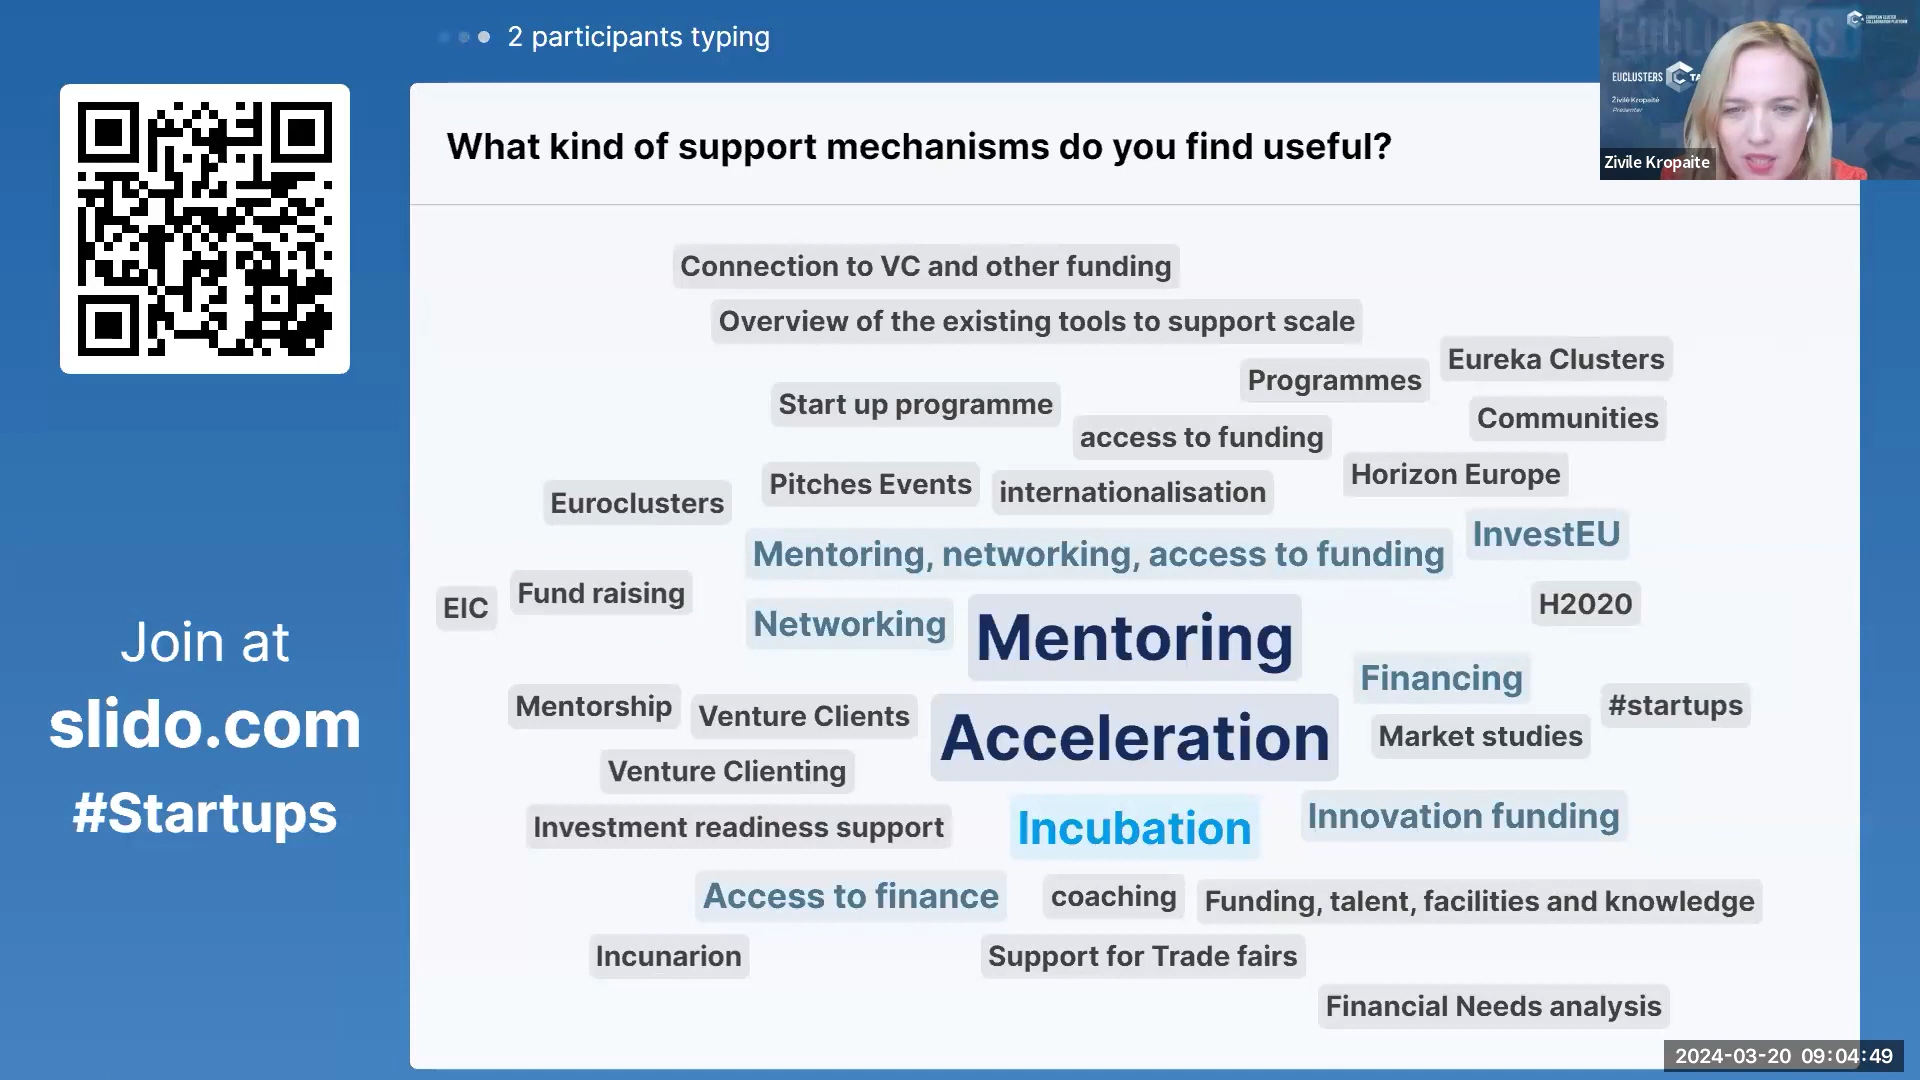 2 participants typing
What kind of support mechanisms do you find useful?
EUCLUSTERS
Živilė Kropaitė
Presenter
Zivile Kropaite
Connection to VC and other funding
Overview of the existing tools to support scale
Eureka Clusters
Programmes
Start up programme
Communities
access to funding
Horizon Europe
Pitches Events
internationalisation
Euroclusters
InvestEU
Mentoring, networking, access to funding
EIC
Fund raising
H2020
Networking
Mentoring
Financing
Mentorship
Venture Clients
#startups
Acceleration
Market studies
Venture Clienting
Investment readiness support
Incubation
Innovation funding
Access to finance
coaching
Funding, talent, facilities and knowledge
Incunarion
Support for Trade fairs
Financial Needs analysis
Join at
slido.com
#Startups
2024-03-20 09:04:49